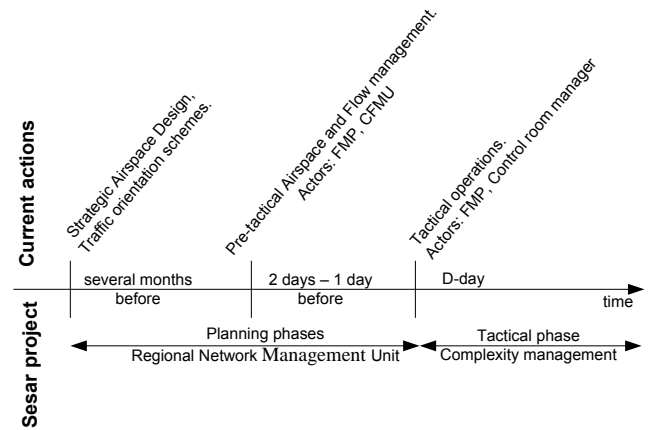 Current actions
Strategic Airspace Design,
Traffic orientation schemes.
Pre-tactical Airspace and Flow management.
Actors: FMP, CFMU
Tactical operations.
Actors: FMP, Control room manager
several months
before
2 days – 1 day
before
D-day
time
Sesar project
Planning phases
Regional Network Management Unit
Tactical phase
Complexity management